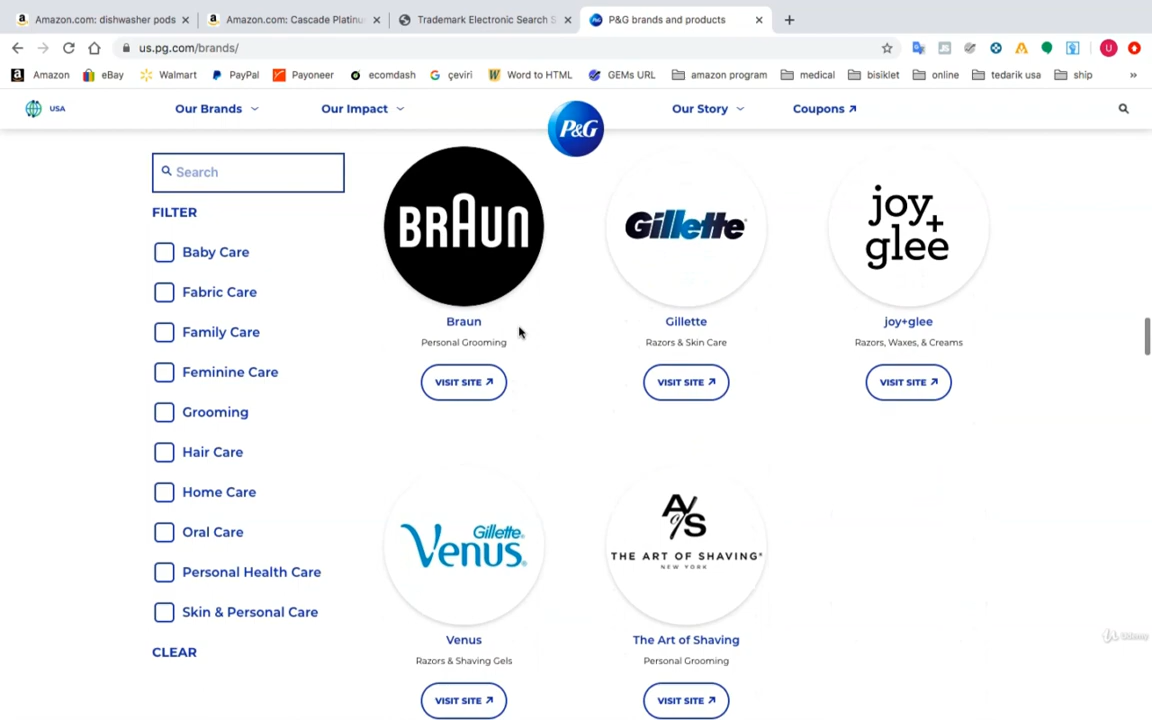 Amazon.com: dishwasher pods
Amazon.com: Cascade Platinu
Trademark Electronic Search S
P&G brands and products
us.pg.com/brands/
U
Amazon
eBay
Walmart
PayPal
Payoneer
ecomdash
çeviri
Word to HTML
GEMs URL
amazon program
medical
bisiklet
online
tedarik usa
ship
»
USA
Our Brands
Our Impact
P&G
Our Story
Coupons
Search
FILTER
Baby Care
Fabric Care
Family Care
Feminine Care
Grooming
Hair Care
Home Care
Oral Care
Personal Health Care
Skin & Personal Care
CLEAR
BRAUN
Braun
Personal Grooming
VISIT SITE
Gillette
Gillette
Razors & Skin Care
VISIT SITE
joy+
glee
joy+glee
Razors, Waxes, & Creams
VISIT SITE
Gillette
Venus
Venus
Razors & Shaving Gels
VISIT SITE
A/of S
THE ART OF SHAVING
NEW YORK
The Art of Shaving
Personal Grooming
VISIT SITE
Udemy